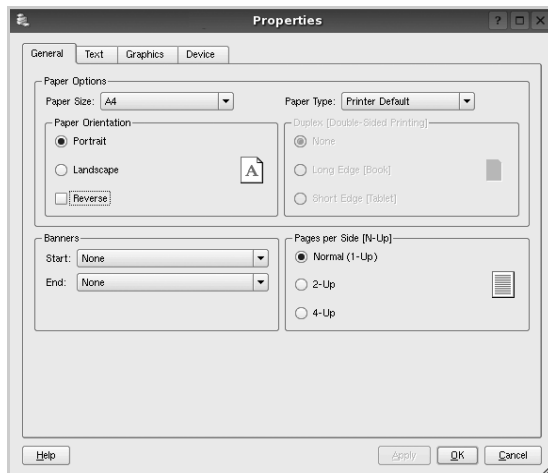 Properties
General Text Graphics Device
Paper Options
Paper Size: A4 Paper Type: Printer Default
Paper Orientation
Portrait
Landscape
Reverse
A
Duplex [Double-Sided Printing]
None
Long Edge [Book]
Short Edge [Tablet]
Banners
Start: None
End: None
Pages per Side [N-Up]
Normal (1-Up)
2-Up
4-Up
Help Apply OK Cancel